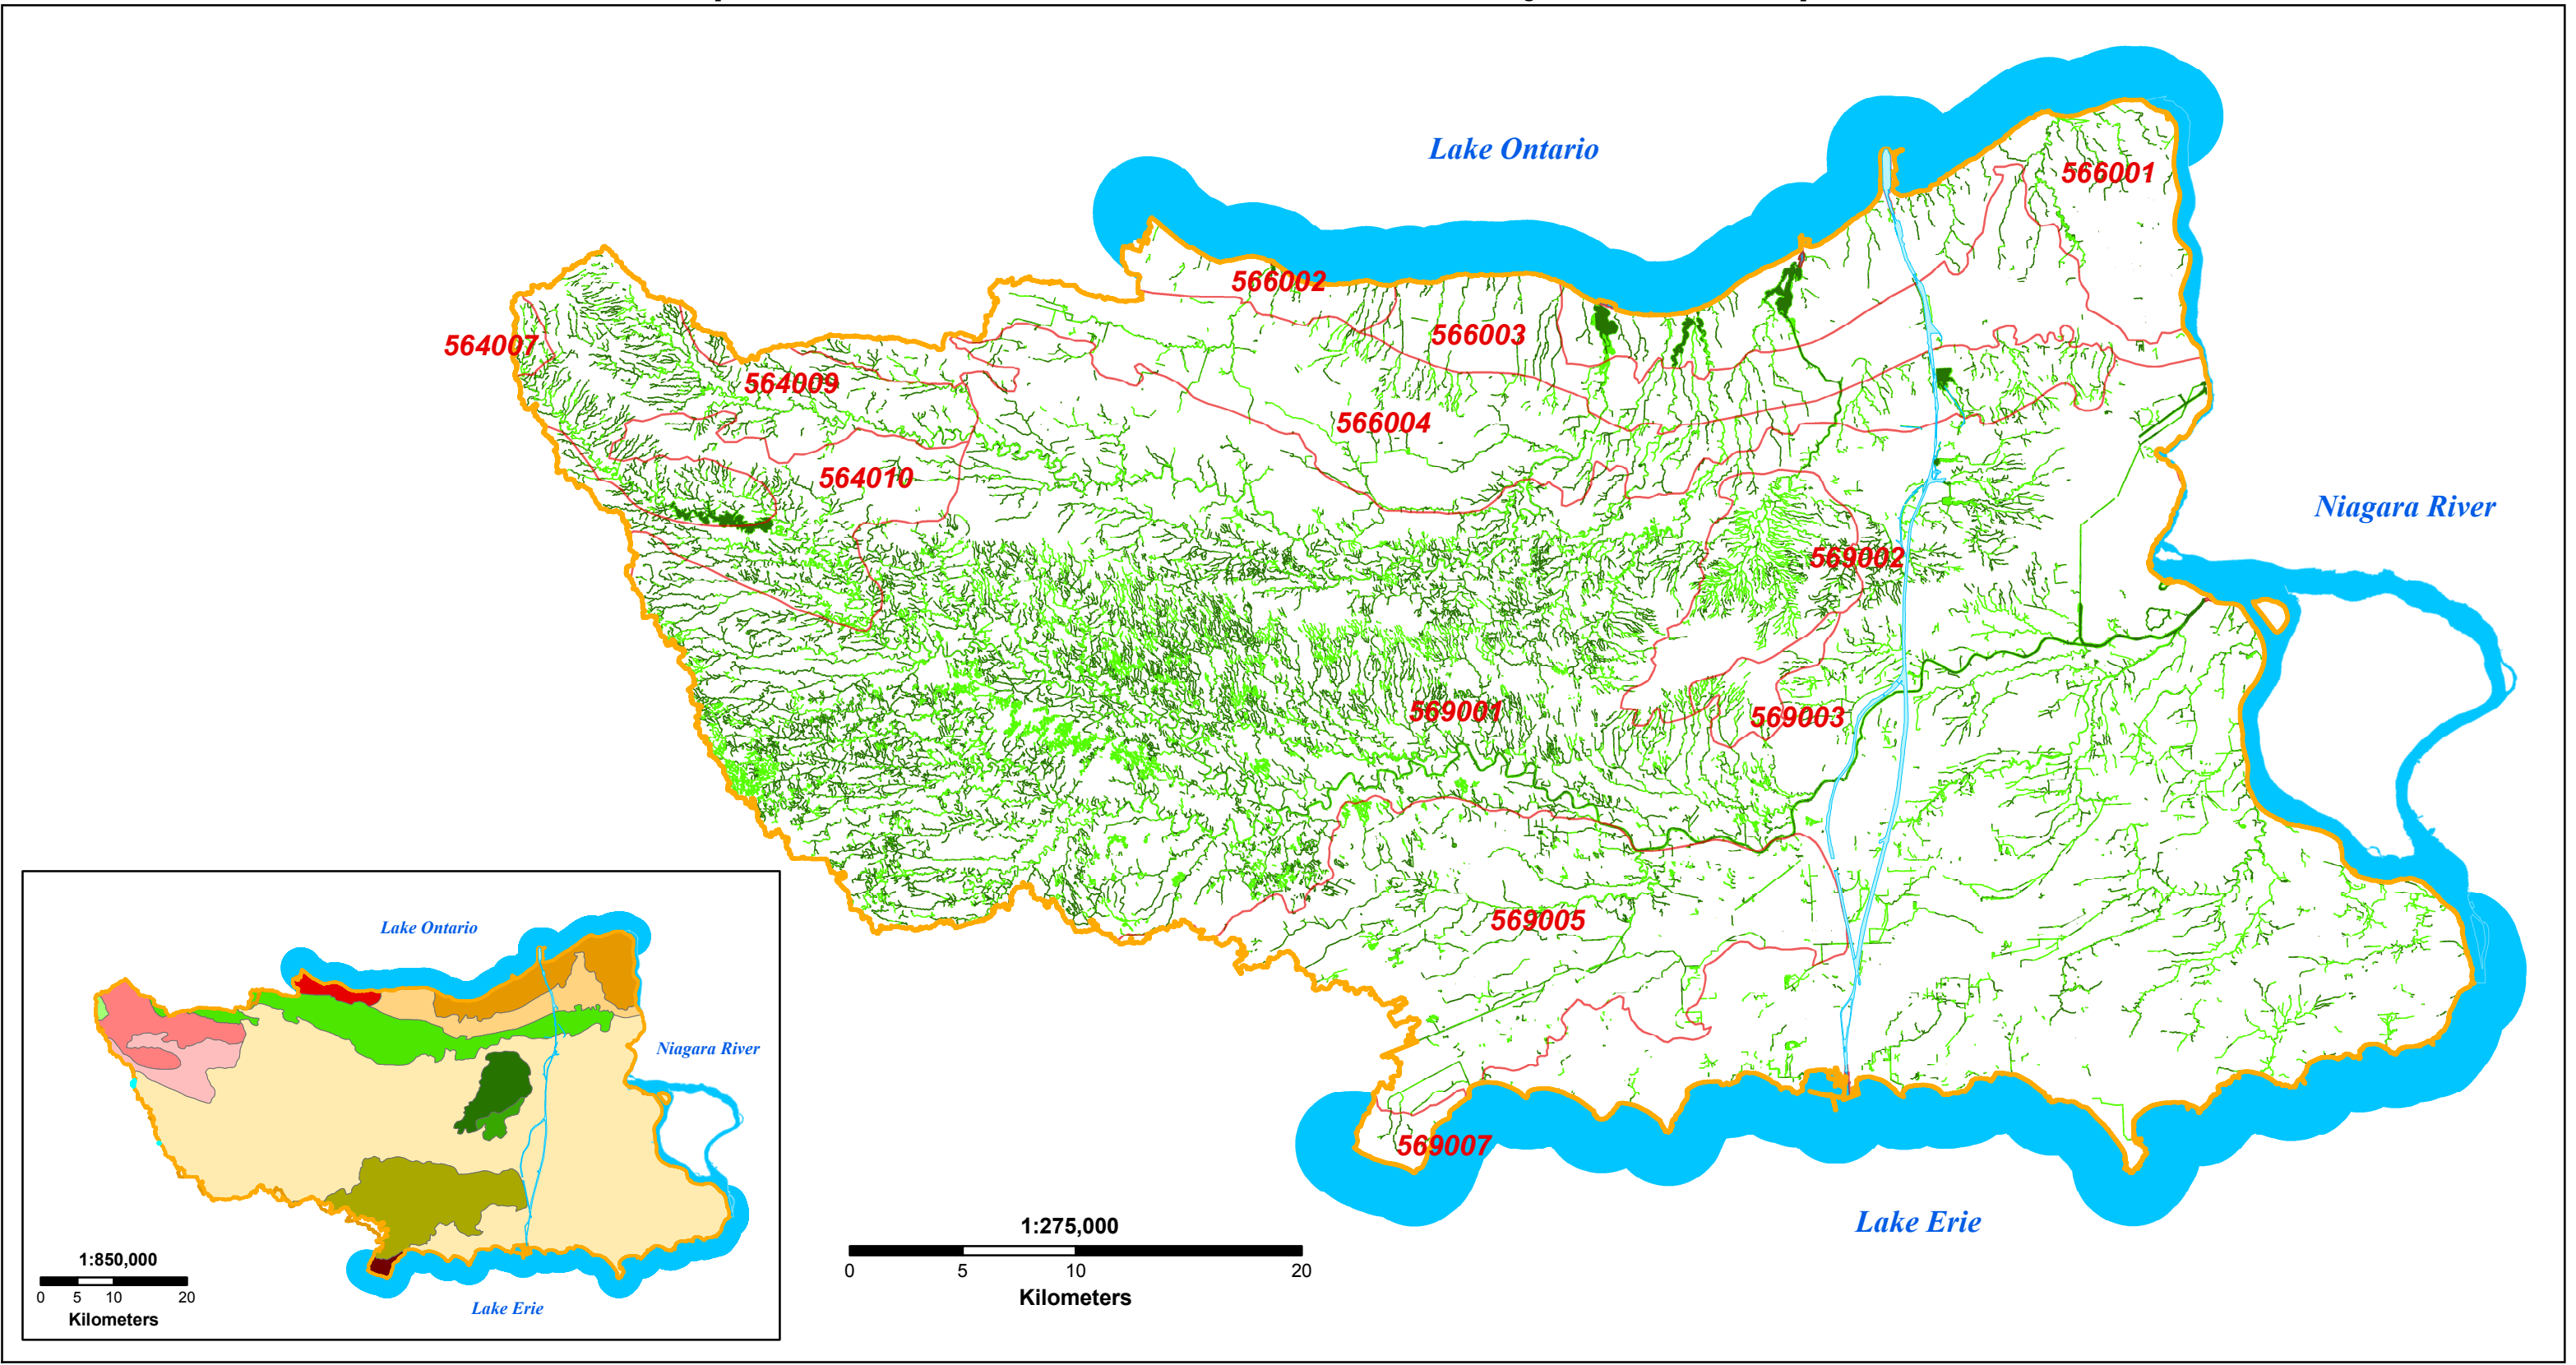 Lake Ontario
566001
566002
566003
564007
564009
566004
564010
Niagara River
569002
569001
569003
569005
569007
Lake Erie
1:275,000
0 5 10 20
Kilometers
Lake Ontario
Niagara River
1:850,000
0 5 10 20
Kilometers
Lake Erie